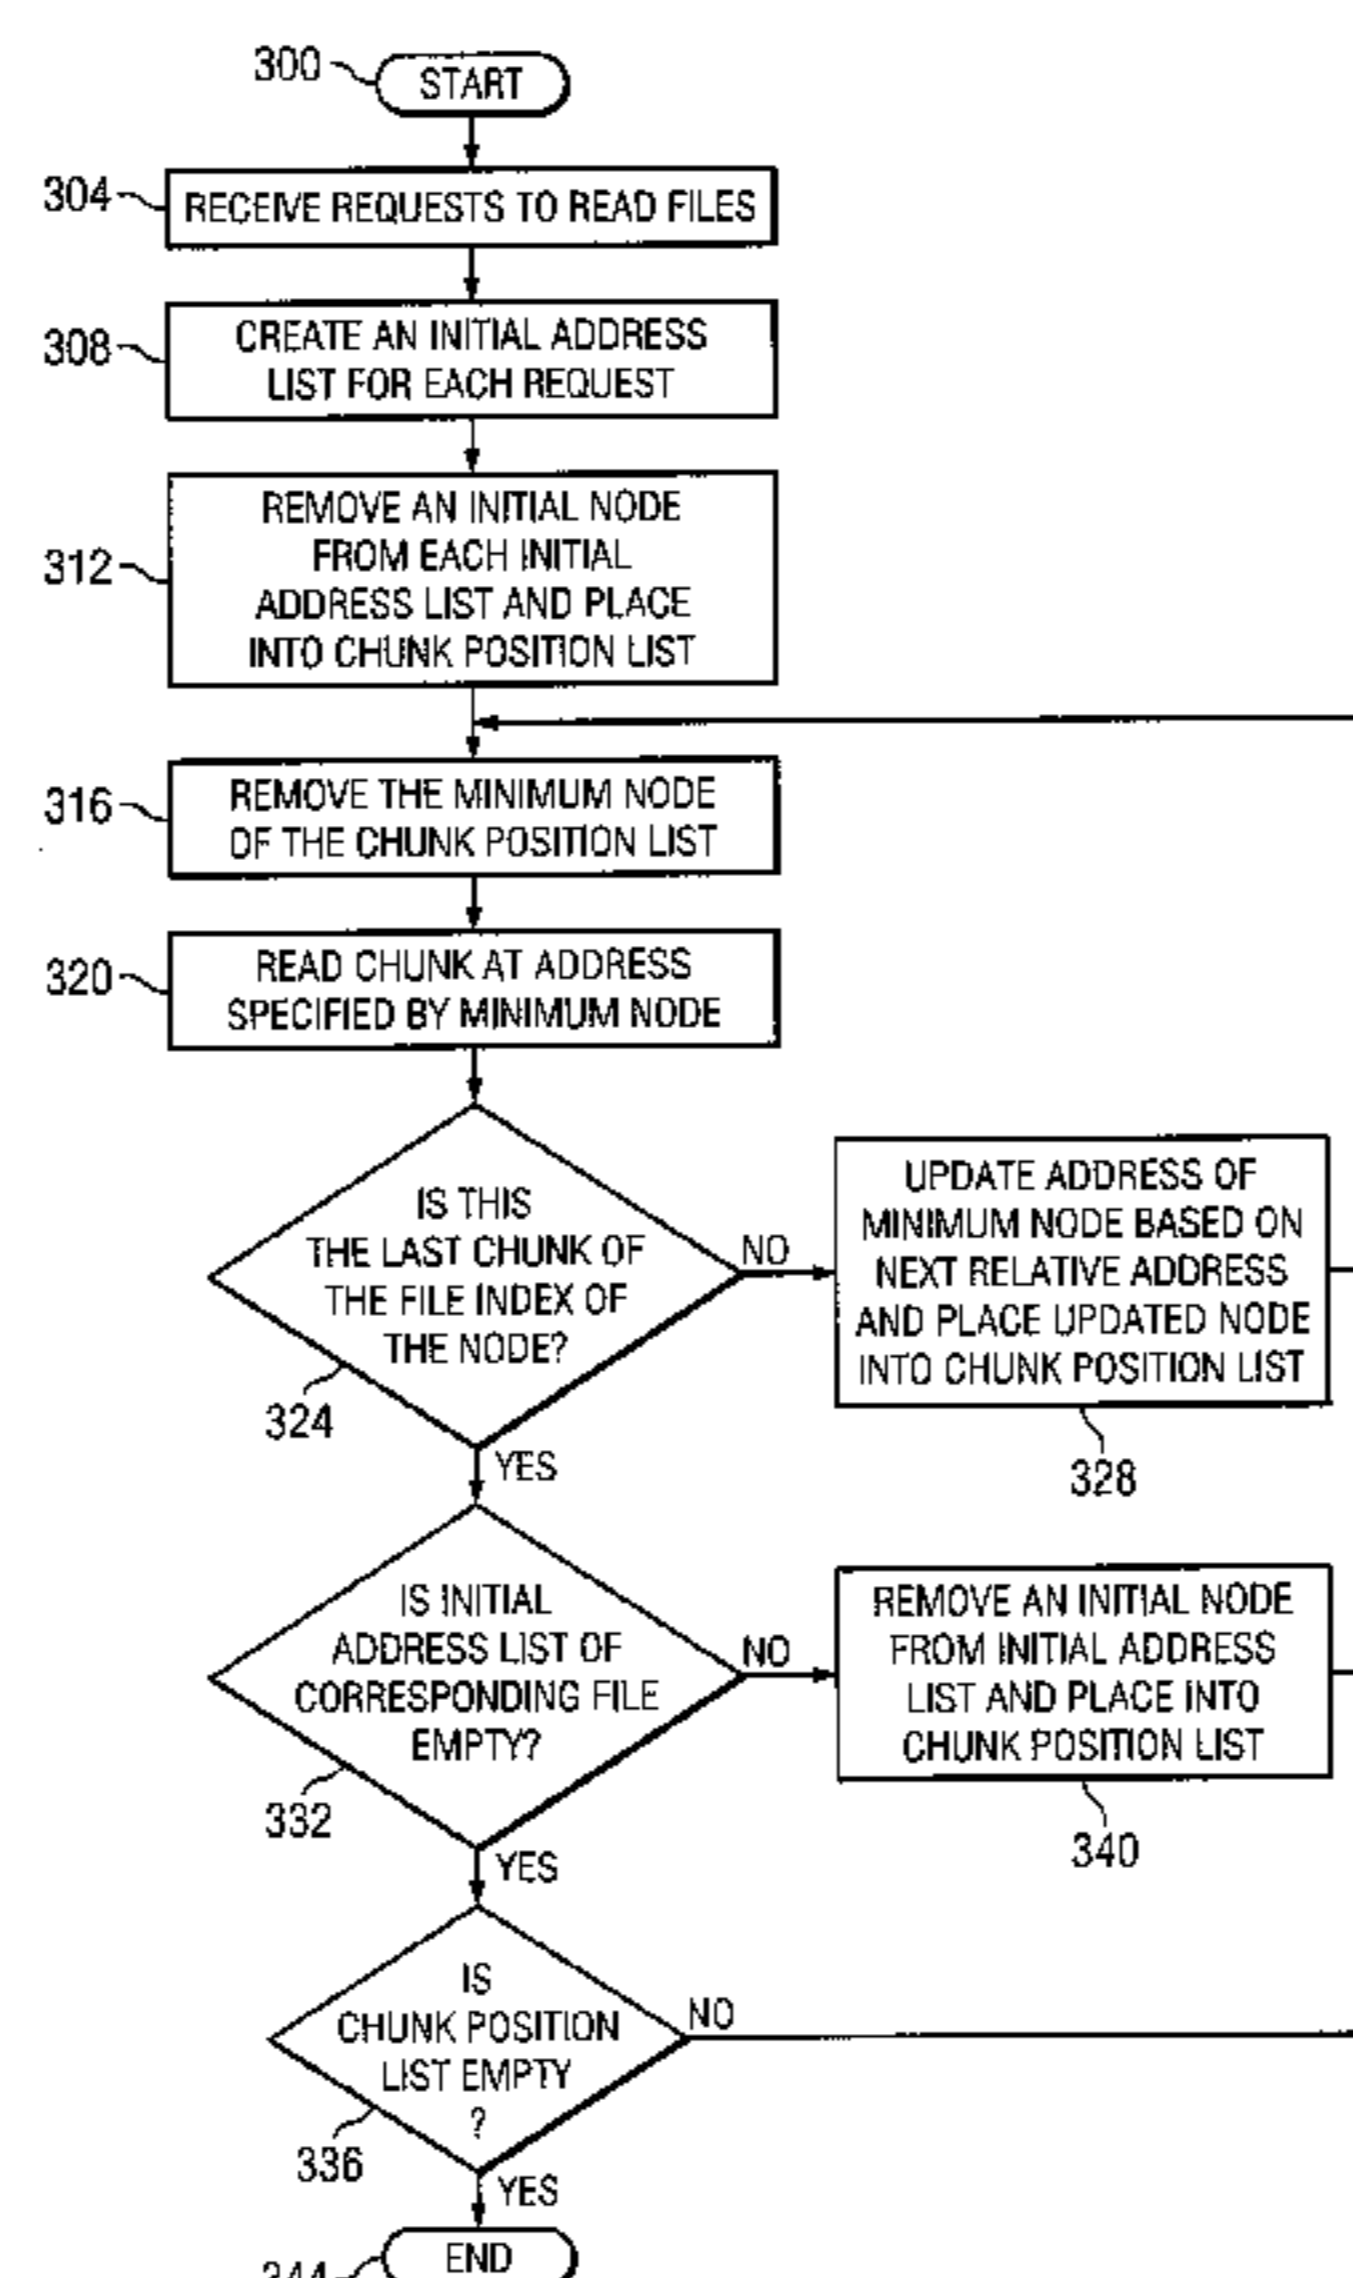 300
START
304
RECEIVE REQUESTS TO READ FILES
308
CREATE AN INITIAL ADDRESS
LIST FOR EACH REQUEST
312
REMOVE AN INITIAL NODE
FROM EACH INITIAL
ADDRESS LIST AND PLACE
INTO CHUNK POSITION LIST
316
REMOVE THE MINIMUM NODE
OF THE CHUNK POSITION LIST
320
READ CHUNK AT ADDRESS
SPECIFIED BY MINIMUM NODE
IS THIS
THE LAST CHUNK OF
THE FILE INDEX OF
THE NODE?
324
NO
YES
UPDATE ADDRESS OF
MINIMUM NODE BASED ON
NEXT RELATIVE ADDRESS
AND PLACE UPDATED NODE
INTO CHUNK POSITION LIST
328
IS INITIAL
ADDRESS LIST OF
CORRESPONDING FILE
EMPTY?
332
NO
YES
REMOVE AN INITIAL NODE
FROM INITIAL ADDRESS
LIST AND PLACE INTO
CHUNK POSITION LIST
340
IS
CHUNK POSITION
LIST EMPTY
?
336
NO
YES
END
344